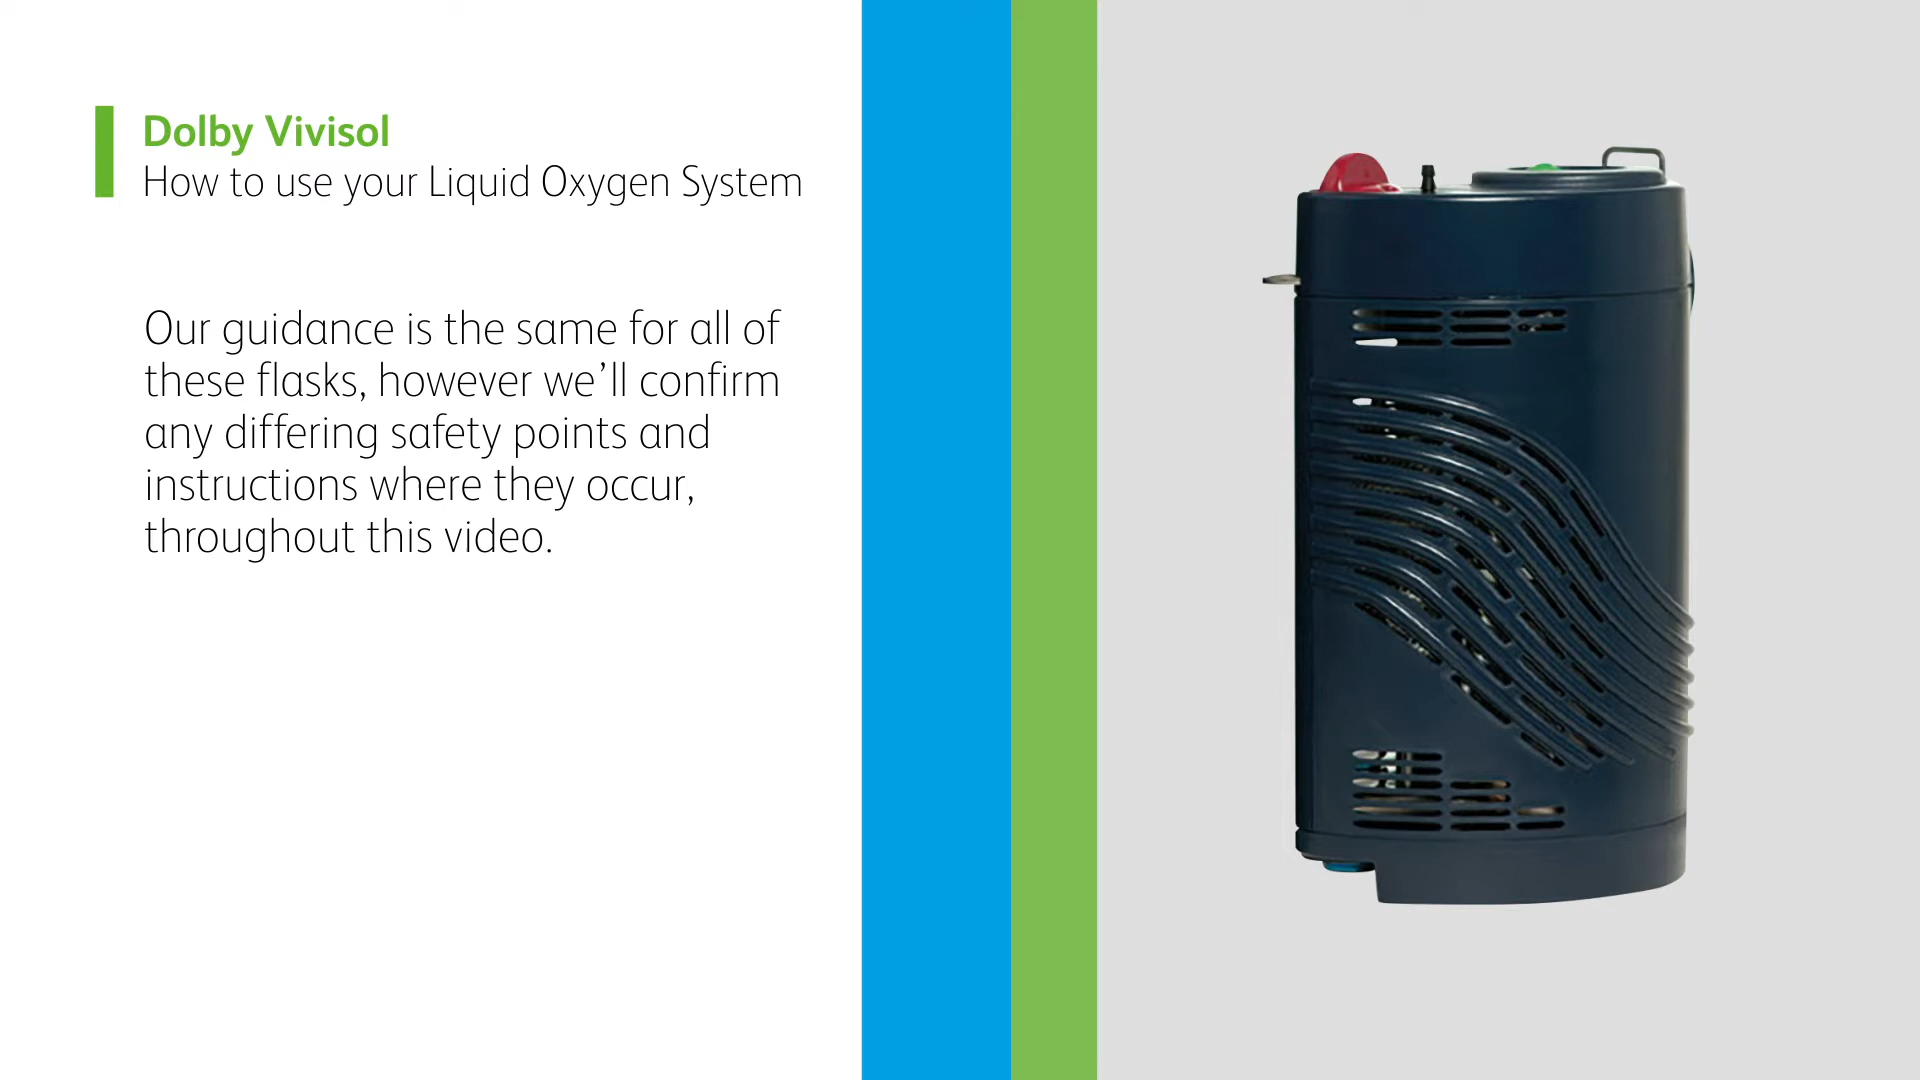 Dolby Vivisol
How to use your Liquid Oxygen System
Our guidance is the same for all of
these flasks, however we’ll confirm
any differing safety points and
instructions where they occur,
throughout this video.